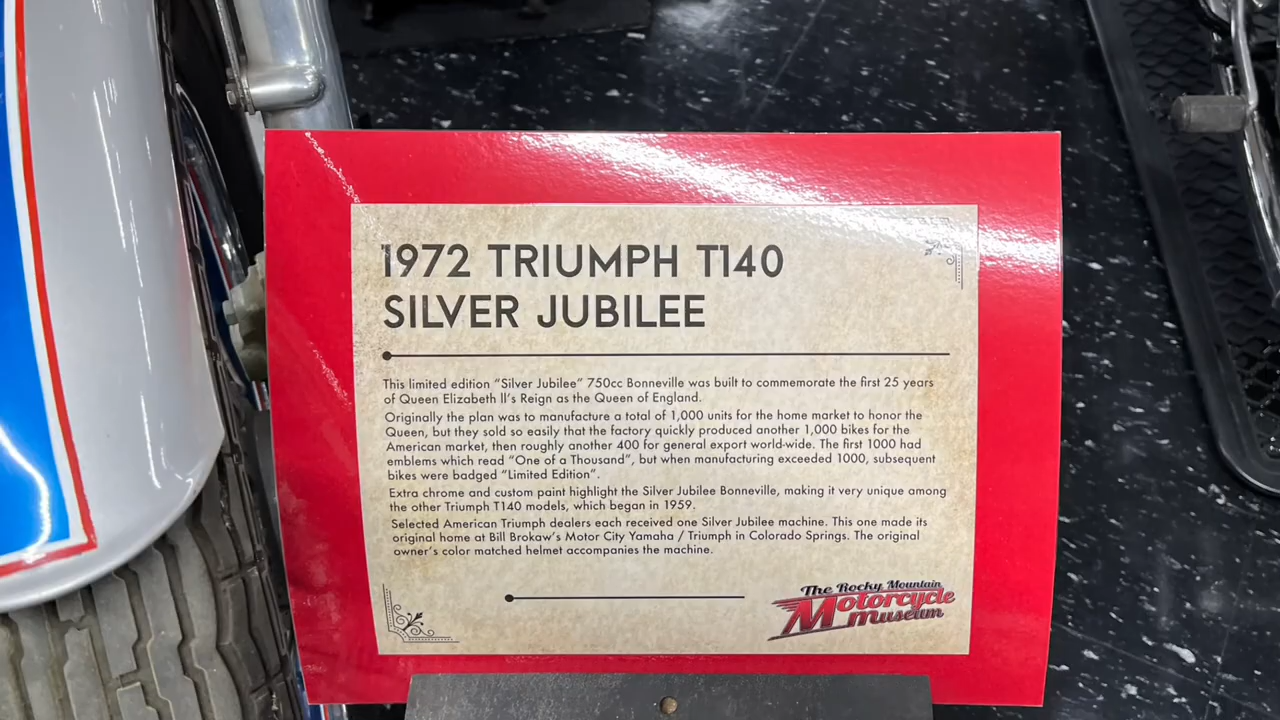 1972 TRIUMPH T140
SILVER JUBILEE
This limited edition "Silver Jubilee" 750cc Bonneville was built to commemorate the first 25 years
of Queen Elizabeth ll's Reign as the Queen of England.
Originally the plan was to manufacture a total of 1,000 units for the home market to honor the
Queen, but they sold so easily that the factory quickly produced another 1,000 bikes for the
American market, then roughly another 400 for general export world-wide. The first 1000 had
emblems which read "One of a Thousand", but when manufacturing exceeded 1000, subsequent
bikes were badged "Limited Edition".
Extra chrome and custom paint highlight the Silver Jubilee Bonneville, making it very unique among
the other Triumph T140 models, which began in 1959.
Selected American Triumph dealers each received one Silver Jubilee machine. This one made its
original home at Bill Brokaw's Motor City Yamaha / Triumph in Colorado Springs. The original
owner's color matched helmet accompanies the machine.
The Rocky Mountain
Motorcycle
museum